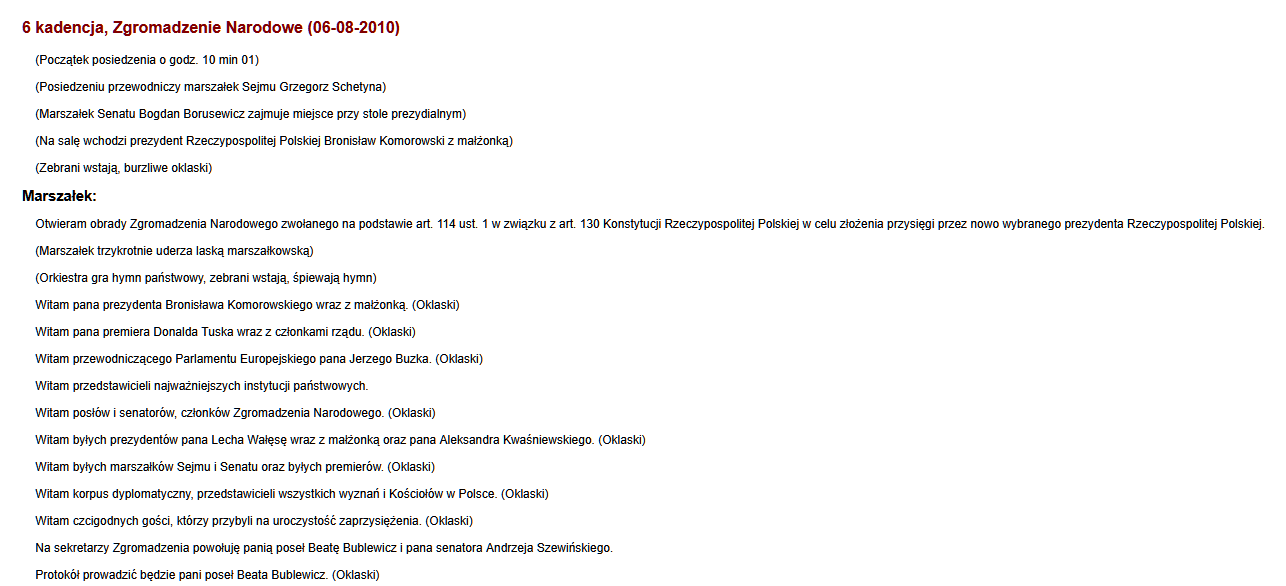 6 kadencja, Zgromadzenie Narodowe (06-08-2010)
(Początek posiedzenia o godz. 10 min 01)
(Posiedzeniu przewodniczy marszałek Sejmu Grzegorz Schetyna)
(Marszałek Senatu Bogdan Borusewicz zajmuje miejsce przy stole prezydialnym)
(Na salę wchodzi prezydent Rzeczypospolitej Polskiej Bronisław Komorowski z małżonką)
(Zebrani wstają, burzliwe oklaski)
Marszałek:
Otwieram obrady Zgromadzenia Narodowego zwołanego na podstawie art. 114 ust. 1 w związku z art. 130 Konstytucji Rzeczypospolitej Polskiej w celu złożenia przysięgi przez nowo wybranego prezydenta Rzeczypospolitej Polskiej.
(Marszałek trzykrotnie uderza laską marszałkowską)
(Orkiestra gra hymn państwowy, zebrani wstają, śpiewają hymn)
Witam pana prezydenta Bronisława Komorowskiego wraz z małżonką. (Oklaski)
Witam pana premiera Donalda Tuska wraz z członkami rządu. (Oklaski)
Witam przewodniczącego Parlamentu Europejskiego pana Jerzego Buzka. (Oklaski)
Witam przedstawicieli najważniejszych instytucji państwowych.
Witam posłów i senatorów, członków Zgromadzenia Narodowego. (Oklaski)
Witam byłych prezydentów pana Lecha Wałęsę wraz z małżonką oraz pana Aleksandra Kwaśniewskiego. (Oklaski)
Witam byłych marszałków Sejmu i Senatu oraz byłych premierów. (Oklaski)
Witam korpus dyplomatyczny, przedstawicieli wszystkich wyznań i Kościołów w Polsce. (Oklaski)
Witam czcigodnych gości, którzy przybyli na uroczystość zaprzysiężenia. (Oklaski)
Na sekretarzy Zgromadzenia powołuję panią poseł Beatę Bublewicz i pana senatora Andrzeja Szewińskiego.
Protokół prowadzić będzie pani poseł Beata Bublewicz. (Oklaski)